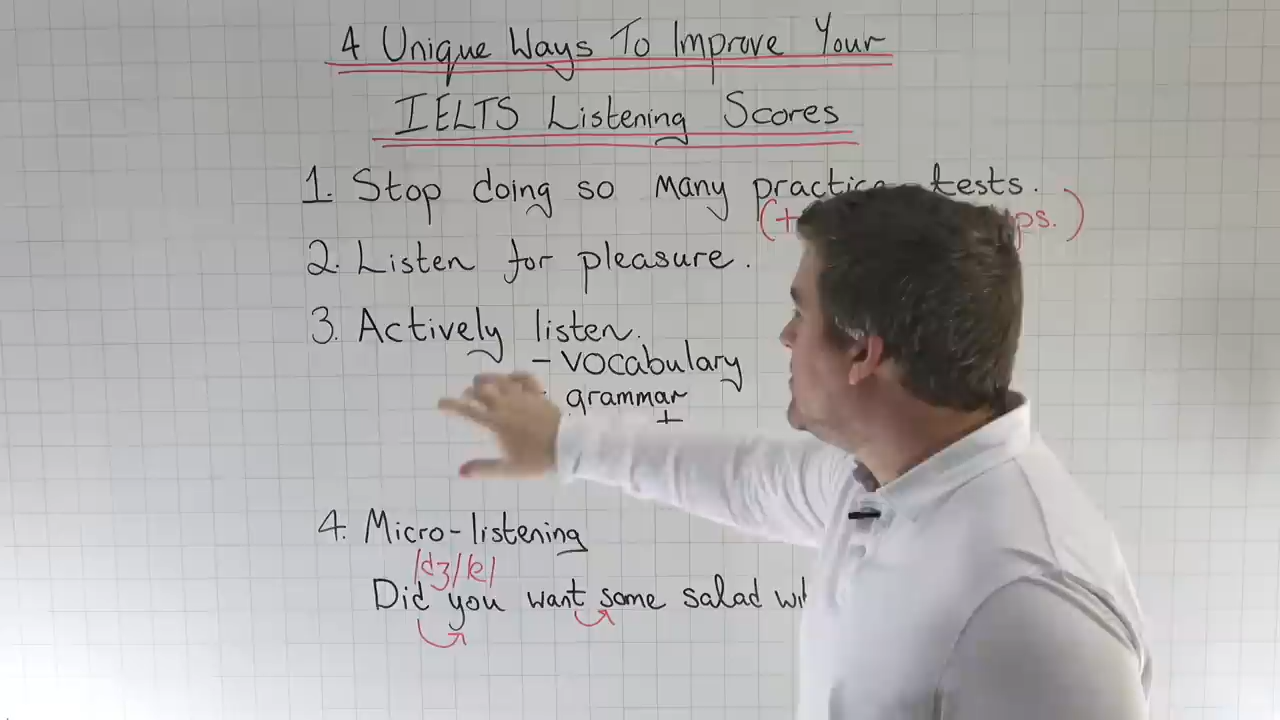 4 Unique Ways To Improve Your
IELTS Listening Scores
1. Stop doing so many practice tests.
(+
2. Listen for pleasure.
3. Actively listen.
- vocabulary
grammar
+
4. Micro-listening
/dʒ/ /e/
Did you want some salad